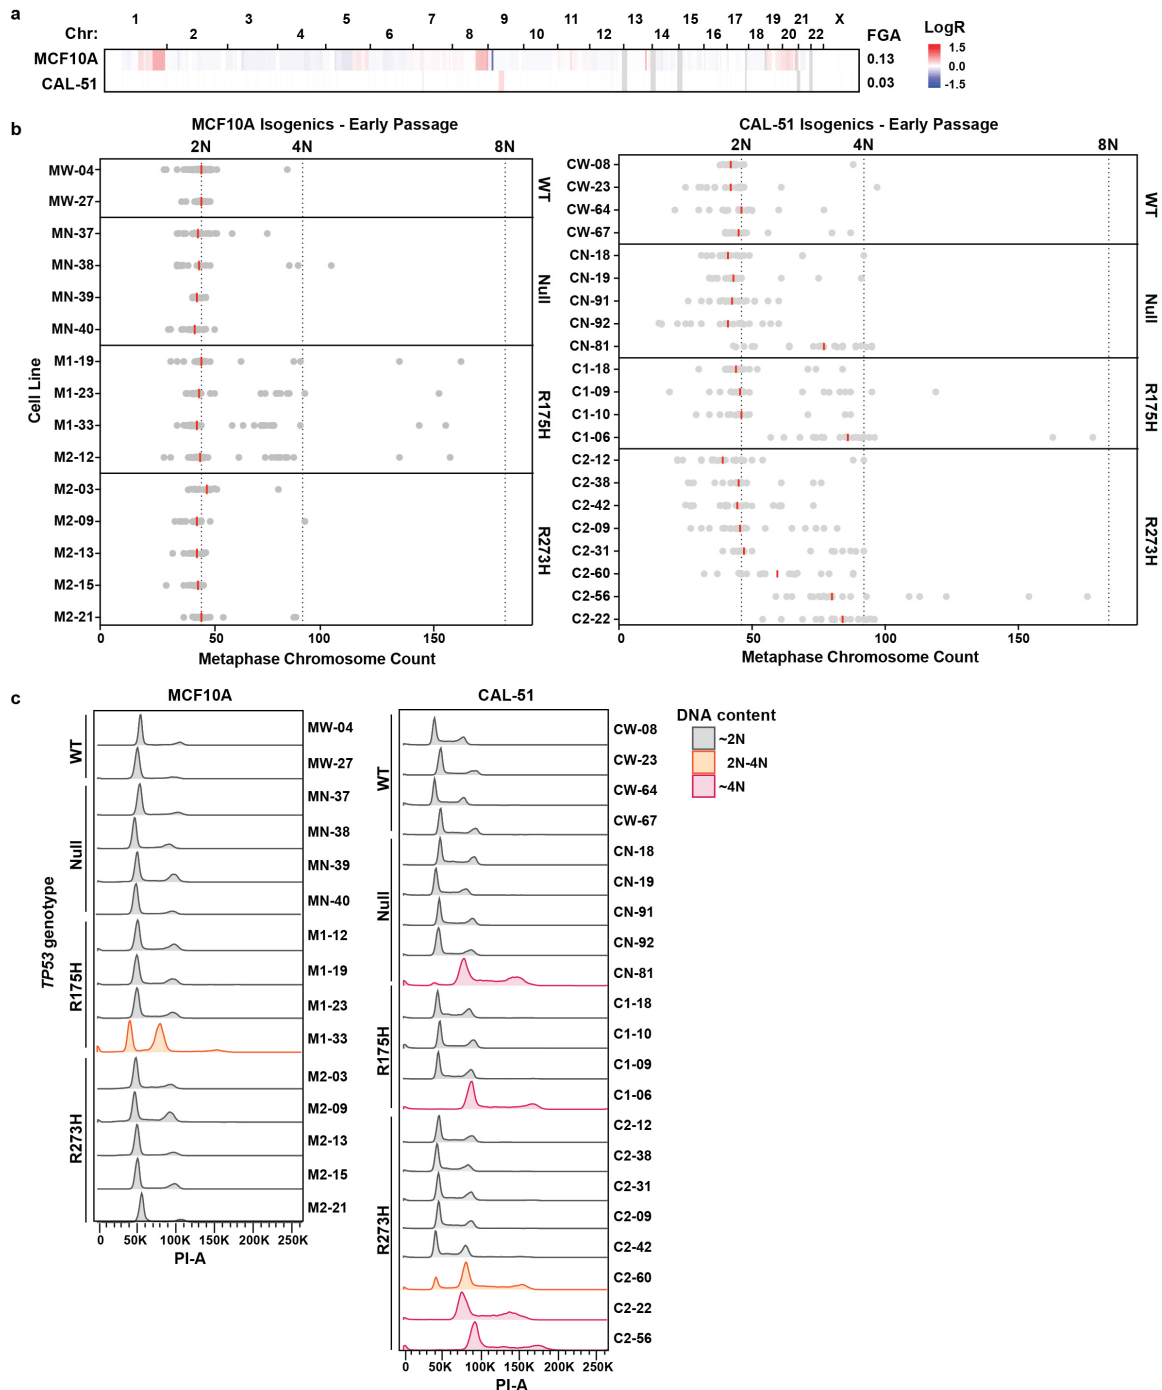 a
1 3 5 7 9 11 13 15 17 19 21 X
Chr: 2 4 6 8 10 12 14 16 18 20 22 FGA LogR
MCF10A 0.13
CAL-51 0.03
1.5
0.0
-1.5
b
MCF10A Isogenics - Early Passage
2N 4N 8N
Cell Line
MW-04
MW-27
WT
MN-37
MN-38
MN-39
MN-40
Null
M1-19
M1-23
M1-33
M2-12
R175H
M2-03
M2-09
M2-13
M2-15
M2-21
R273H
0 50 100 150
Metaphase Chromosome Count
CAL-51 Isogenics - Early Passage
2N 4N 8N
CW-08
CW-23
CW-64
CW-67
WT
CN-18
CN-19
CN-91
CN-92
CN-81
Null
C1-18
C1-09
C1-10
C1-06
R175H
C2-12
C2-38
C2-42
C2-09
C2-31
C2-60
C2-56
C2-22
R273H
0 50 100 150
Metaphase Chromosome Count
c
MCF10A
TP53 genotype
WT
MW-04
MW-27
Null
MN-37
MN-38
MN-39
MN-40
R175H
M1-12
M1-19
M1-23
M1-33
R273H
M2-03
M2-09
M2-13
M2-15
M2-21
0 50K 100K 150K 200K 250K
PI-A
CAL-51
WT
CW-08
CW-23
CW-64
CW-67
Null
CN-18
CN-19
CN-91
CN-92
CN-81
R175H
C1-18
C1-10
C1-09
C1-06
R273H
C2-12
C2-38
C2-31
C2-09
C2-42
C2-60
C2-22
C2-56
0 50K 100K 150K 200K 250K
PI-A
DNA content
~2N
2N-4N
~4N